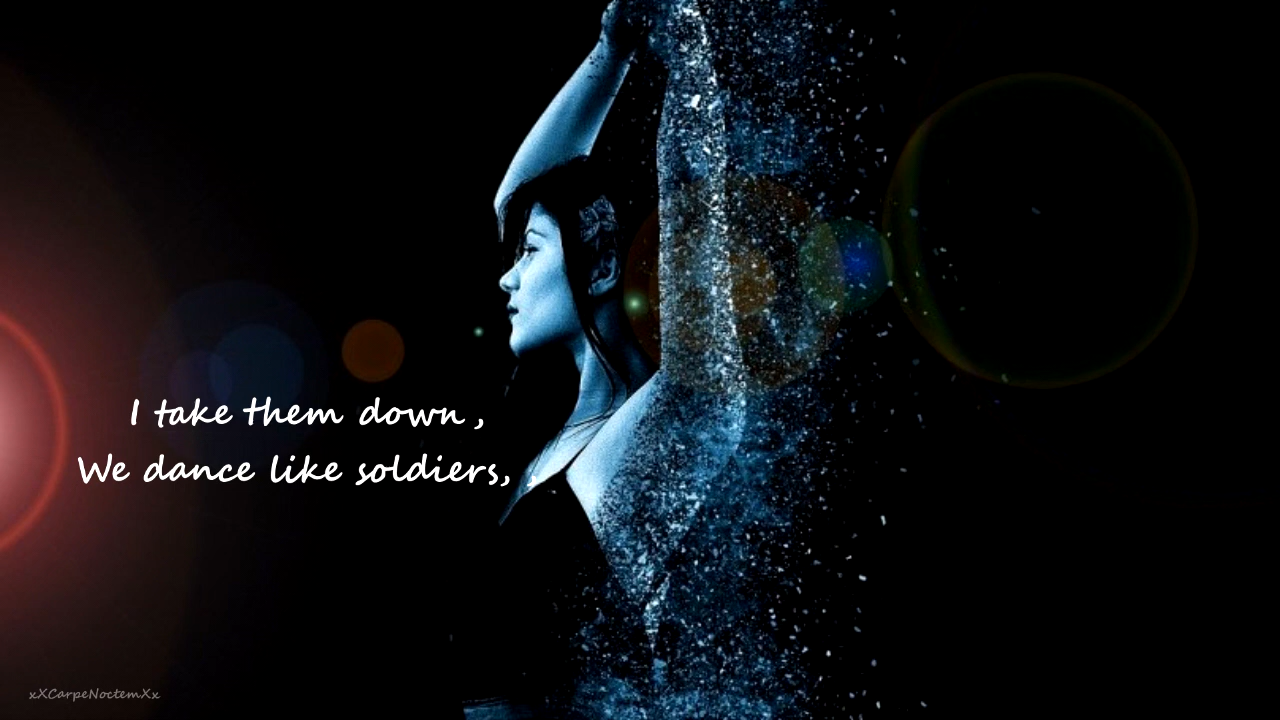 I take them down ,
We dance like soldiers,
xXCarpeNoctemXx